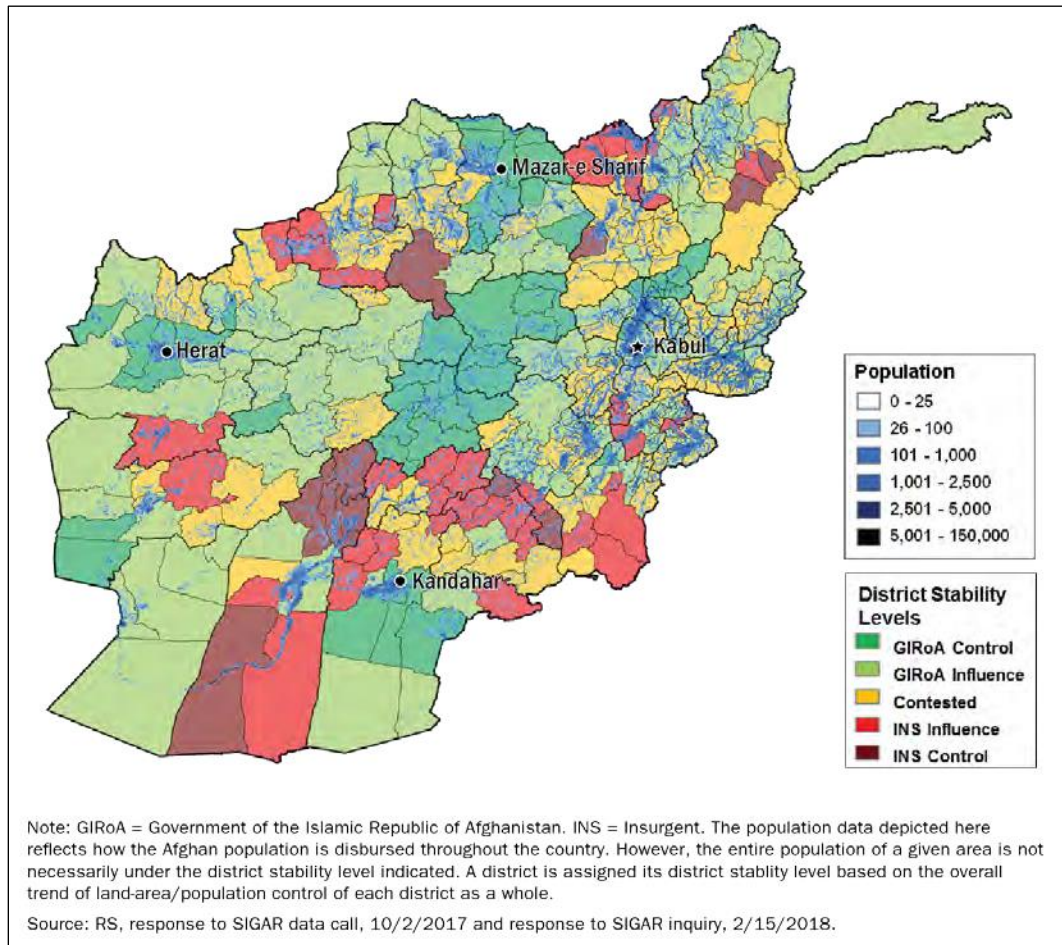 Mazar-e Sharif
Herat
Kabul
Kandahar
Population
0 - 25
26 - 100
101 - 1,000
1,001 - 2,500
2,501 - 5,000
5,001 - 150,000
District Stability
Levels
GIRoA Control
GIRoA Influence
Contested
INS Influence
INS Control
Note: GIRoA = Government of the Islamic Republic of Afghanistan. INS = Insurgent. The population data depicted here
reflects how the Afghan population is disbursed throughout the country. However, the entire population of a given area is not
necessarily under the district stability level indicated. A district is assigned its district stablity level based on the overall
trend of land-area/population control of each district as a whole.
Source: RS, response to SIGAR data call, 10/2/2017 and response to SIGAR inquiry, 2/15/2018.